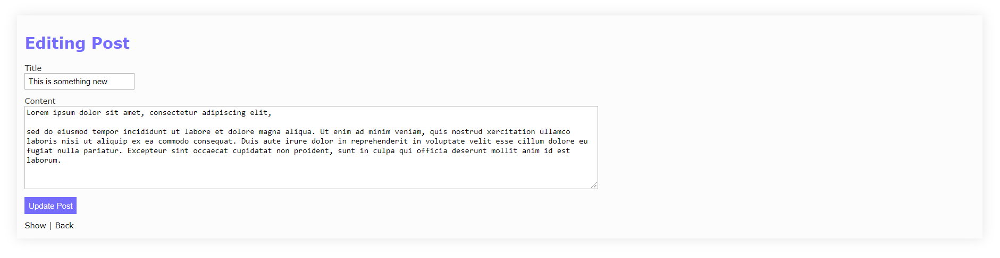 Editing Post
Title
This is something new
Content
Lorem ipsum dolor sit amet, consectetur adipiscing elit,
sed do eiusmod tempor incididunt ut labore et dolore magna aliqua. Ut enim ad minim veniam, quis nostrud xercitation ullamco
laboris nisi ut aliquip ex ea commodo consequat. Duis aute irure dolor in reprehenderit in voluptate velit esse cillum dolore eu
fugiat nulla pariatur. Excepteur sint occaecat cupidatat non proident, sunt in culpa qui officia deserunt mollit anim id est
laborum.
Update Post
Show | Back